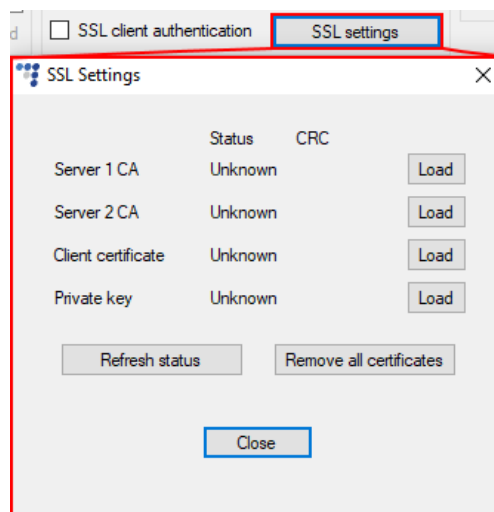 SSL client authentication SSL settings
SSL Settings
Status CRC
Server 1 CA Unknown Load
Server 2 CA Unknown Load
Client certificate Unknown Load
Private key Unknown Load
Refresh status Remove all certificates
Close